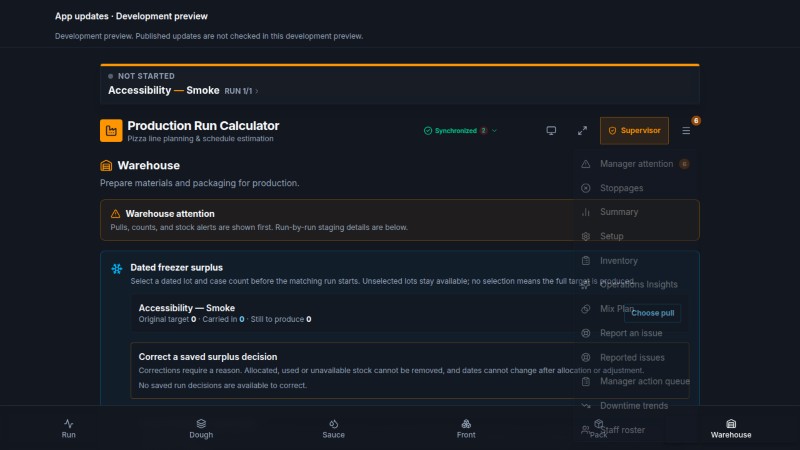 App updates · Development preview
Development preview. Published updates are not checked in this development preview.
NOT STARTED
Accessibility — Smoke RUN 1/1 ›
Production Run Calculator
Pizza line planning & schedule estimation
Synchronized 2
Supervisor
6
Warehouse
Prepare materials and packaging for production.
Warehouse attention
Pulls, counts, and stock alerts are shown first. Run-by-run staging details are below.
Dated freezer surplus
Select a dated lot and case count before the matching run starts. Unselected lots stay available; no selection means the full target is produced.
Accessibility — Smoke
Original target 0 · Carried in 0 · Still to produce 0
Choose pull
Correct a saved surplus decision
Corrections require a reason. Allocated, used or unavailable stock cannot be removed, and dates cannot change after allocation or adjustment.
No saved run decisions are available to correct.
Manager attention 6
Stoppages
Summary
Setup
Inventory
Operations Insights
Mix Plan
Report an issue
Reported issues
Manager action queue
Downtime trends
Staff roster
Run
Dough
Sauce
Front
Pack
Warehouse